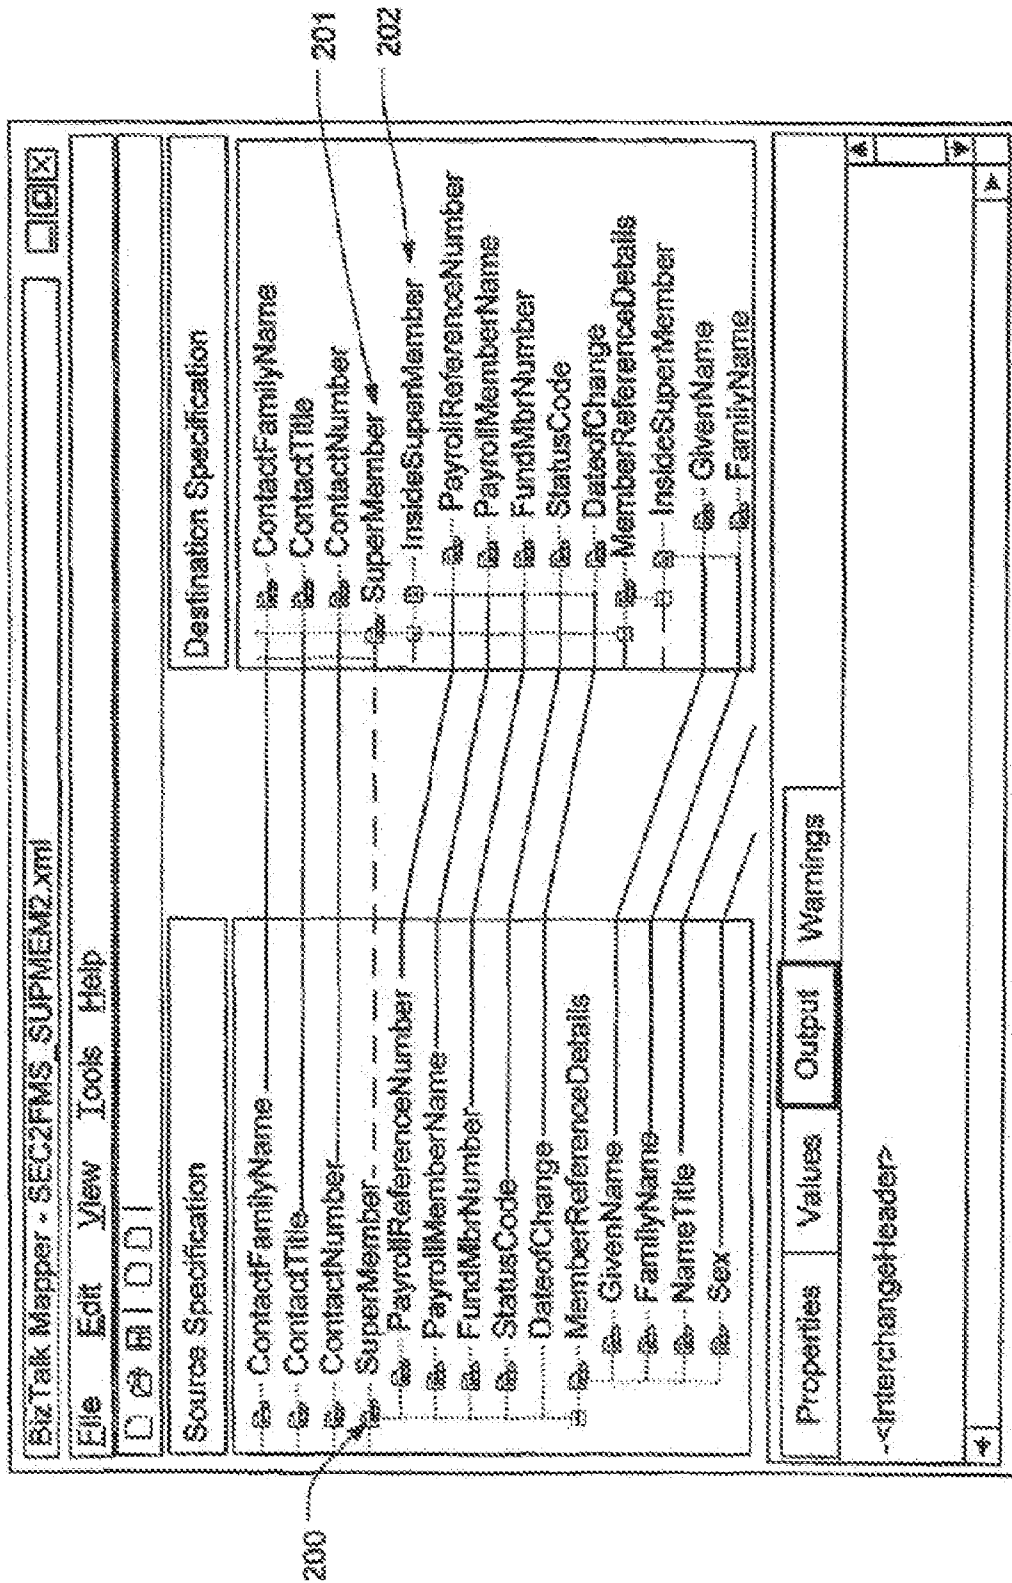 BizTalk Mapper - SEC2FMS_SUPMEM2.xml
File Edit View Tools Help
Source Specification
ContactFamilyName
ContactTitle
ContactNumber
SuperMember
PayrollReferenceNumber
PayrollMemberName
FundMbrNumber
StatusCode
DateofChange
MemberReferenceDetails
GivenName
FamilyName
NameTitle
Sex
200
Destination Specification
ContactFamilyName
ContactTitle
ContactNumber
SuperMember
InsideSuperMember
PayrollReferenceNumber
PayrollMemberName
FundMbrNumber
StatusCode
DateofChange
MemberReferenceDetails
InsideSuperMember
GivenName
FamilyName
201
202
Properties Values Output Warnings
-<InterchangeHeader>